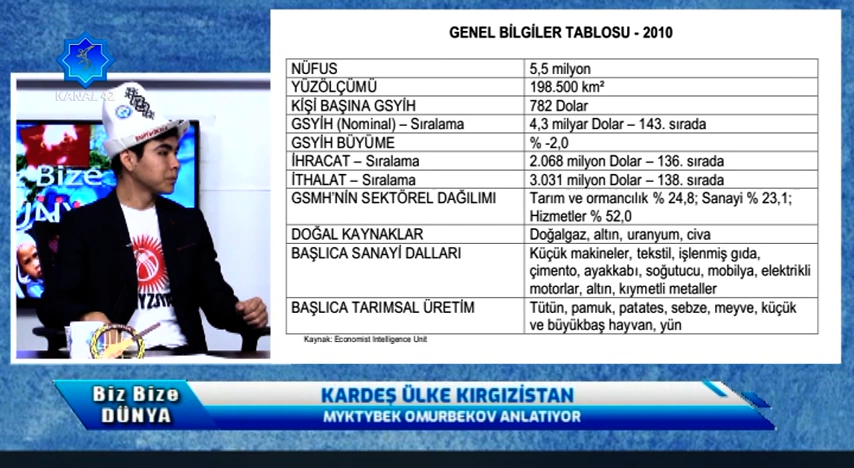 GENEL BİLGİLER TABLOSU - 2010
NÜFUS 5,5 milyon
YÜZÖLÇÜMÜ 198.500 km²
KİŞİ BAŞINA GSYİH 782 Dolar
GSYİH (Nominal) – Sıralama 4,3 milyar Dolar – 143. sırada
GSYİH BÜYÜME % -2,0
İHRACAT – Sıralama 2.068 milyon Dolar – 136. sırada
İTHALAT – Sıralama 3.031 milyon Dolar – 138. sırada
GSMH'NİN SEKTÖREL DAĞILIMI Tarım ve ormancılık % 24,8; Sanayi % 23,1;
Hizmetler % 52,0
DOĞAL KAYNAKLAR Doğalgaz, altın, uranyum, civa
BAŞLICA SANAYİ DALLARI Küçük makineler, tekstil, işlenmiş gıda,
çimento, ayakkabı, soğutucu, mobilya, elektrikli
motorlar, altın, kıymetli metaller
BAŞLICA TARIMSAL ÜRETİM Tütün, pamuk, patates, sebze, meyve, küçük
ve büyükbaş hayvan, yün
Kaynak: Economist Intelligence Unit
KANAL 42
Bize
Biz Bize
DÜNYA
KARDEŞ ÜLKE KIRGIZİSTAN
MYKTYBEK OMURBEKOV ANLATIYOR